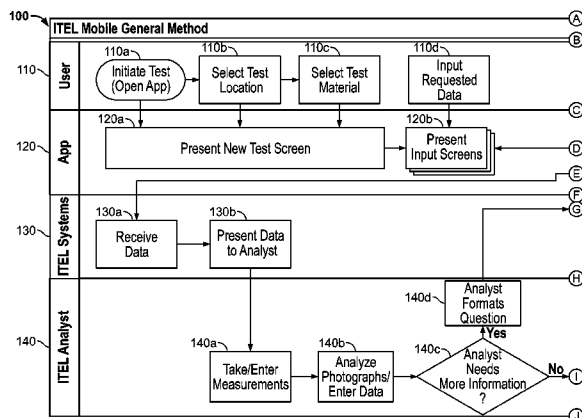 100
ITEL Mobile General Method
A
B
110
User
110a
Initiate Test
(Open App)
110b
Select Test
Location
110c
Select Test
Material
110d
Input
Requested
Data
C
120
App
120a
Present New Test Screen
120b
Present
Input Screens
D
E
F
130
ITEL Systems
130a
Receive
Data
130b
Present Data
to Analyst
G
H
140
ITEL Analyst
140a
Take/Enter
Measurements
140b
Analyze
Photographs/
Enter Data
140c
Analyst
Needs
More Information
?
140d
Analyst
Formats
Question
Yes
No
I
J